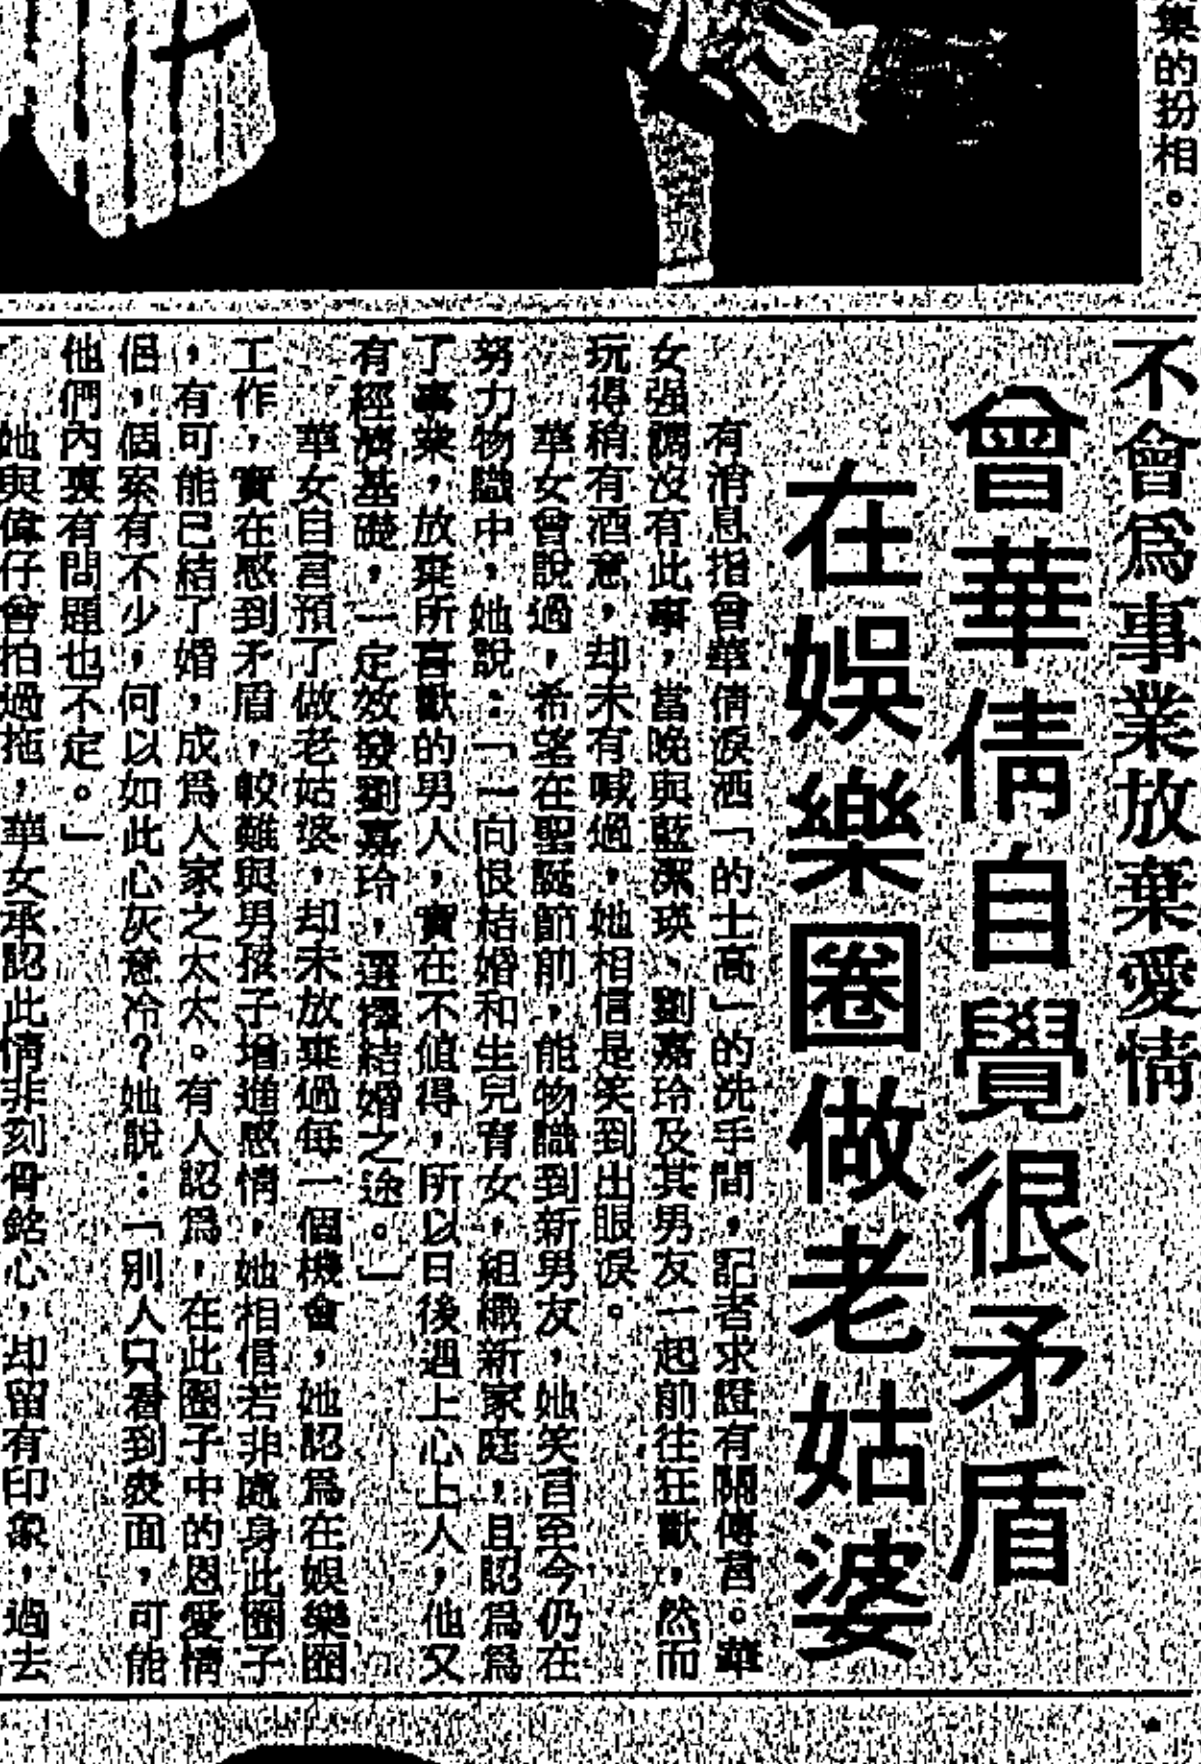 集的扮相。
不會爲事業放棄愛情
曾華倩自覺很矛盾
在娛樂圈做老姑婆
有消息指曾華倩淚洒「的士高」的洗手間，記者求證有關傳言。華
女强調沒有此事，當晚與藍潔瑛、劉嘉玲及其男友一起前往狂歡，然而
玩得稍有酒意，却未有喊過，她相信是笑到出眼淚。
華女曾說過，希望在聖誕節前，能物識到新男友，她笑言至今仍在
努力物識中，她說：「一向恨結婚和生兒育女，組織新家庭，且認爲爲
了事業，放棄所喜歡的男人，實在不値得，所以日後遇上心上人，他又
有經濟基礎，一定效發劉嘉玲，選擇結婚之途。」
華女自言預了做老姑婆，却未放棄過每一個機會，她認爲在娛樂圈
工作，實在感到矛盾，較難與男孩子增進感情，她相信若非處身此圈子
，有可能已結了婚，成爲人家之太太。有人認爲，在此圈子中的恩愛情
侶，個案有不少，何以如此心灰意冷？她說：「別人只看到表面，可能
他們內裏有問題也不定。」
她與偉仔曾拍過拖，華女承認此情非刻骨銘心，却留有印象，過去